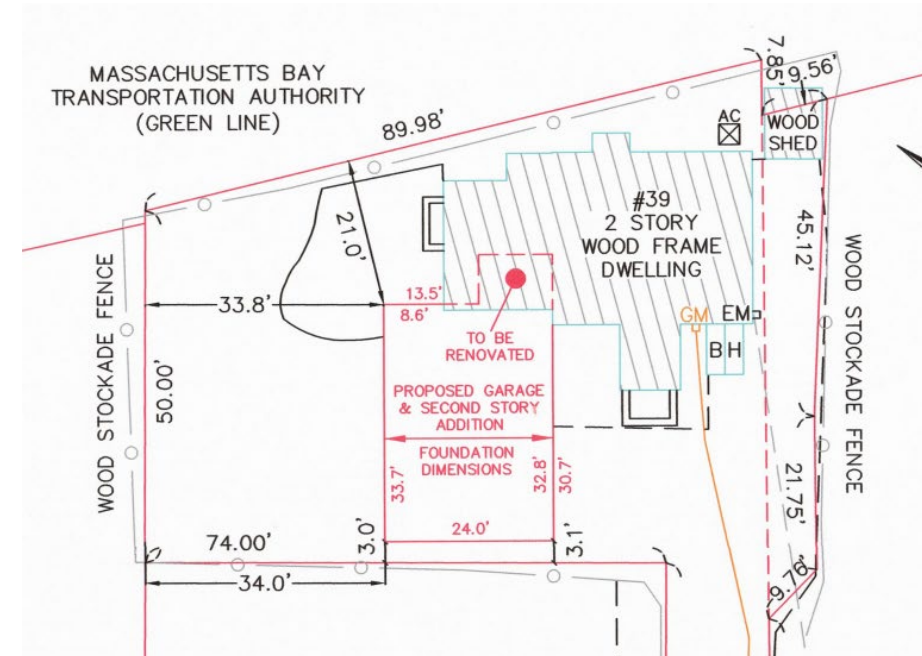 MASSACHUSETTS BAY
TRANSPORTATION AUTHORITY
(GREEN LINE)
89.98'
7.85'
9.56'
AC
WOOD
SHED
#39
2 STORY
WOOD FRAME
DWELLING
21.0'
45.12'
33.8'
13.5'
8.6'
GM
EM
B H
TO BE
RENOVATED
WOOD STOCKADE FENCE
50.00'
WOOD STOCKADE FENCE
PROPOSED GARAGE
& SECOND STORY
ADDITION
FOUNDATION
DIMENSIONS
33.7'
32.8'
30.7'
21.75'
24.0'
74.00'
3.0'
3.1'
34.0'
9.76'